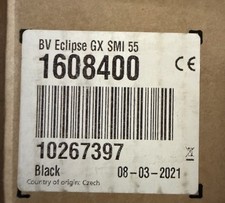 BV Eclipse GX SMI 55
1608400
CE
10267397
Black 08-03-2021
Country of origin: Czech